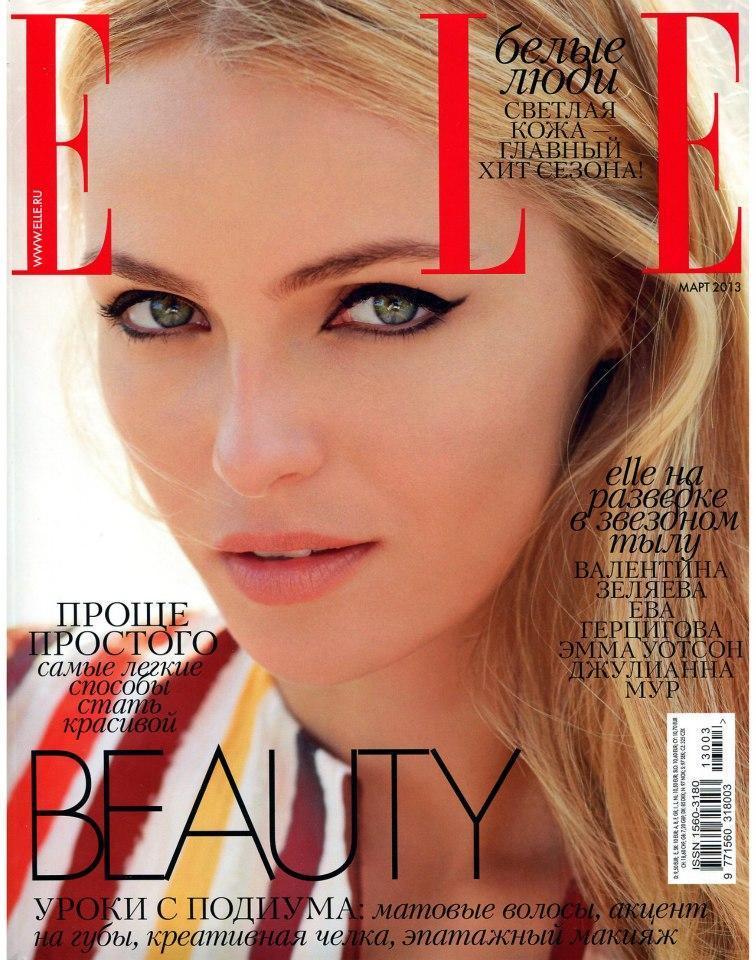 ELLE
WWW.ELLE.RU
белые
люди
СВЕТЛАЯ
КОЖА –
ГЛАВНЫЙ
ХИТ СЕЗОНА!
МАРТ 2013
elle на
разведке
в звездном
тылу
ВАЛЕНТИНА
ЗЕЛЯЕВА
ЕВА
ГЕРЦИГОВА
ЭММА УОТСОН
ДЖУЛИАННА
МУР
ПРОЩЕ
ПРОСТОГО
самые легкие
способы
стать
красивой
BEAUTY
УРОКИ С ПОДИУМА: матовые волосы, акцент
на губы, креативная челка, эпатажный макияж
13003
ISSN 1560-3180
9 771560 318003